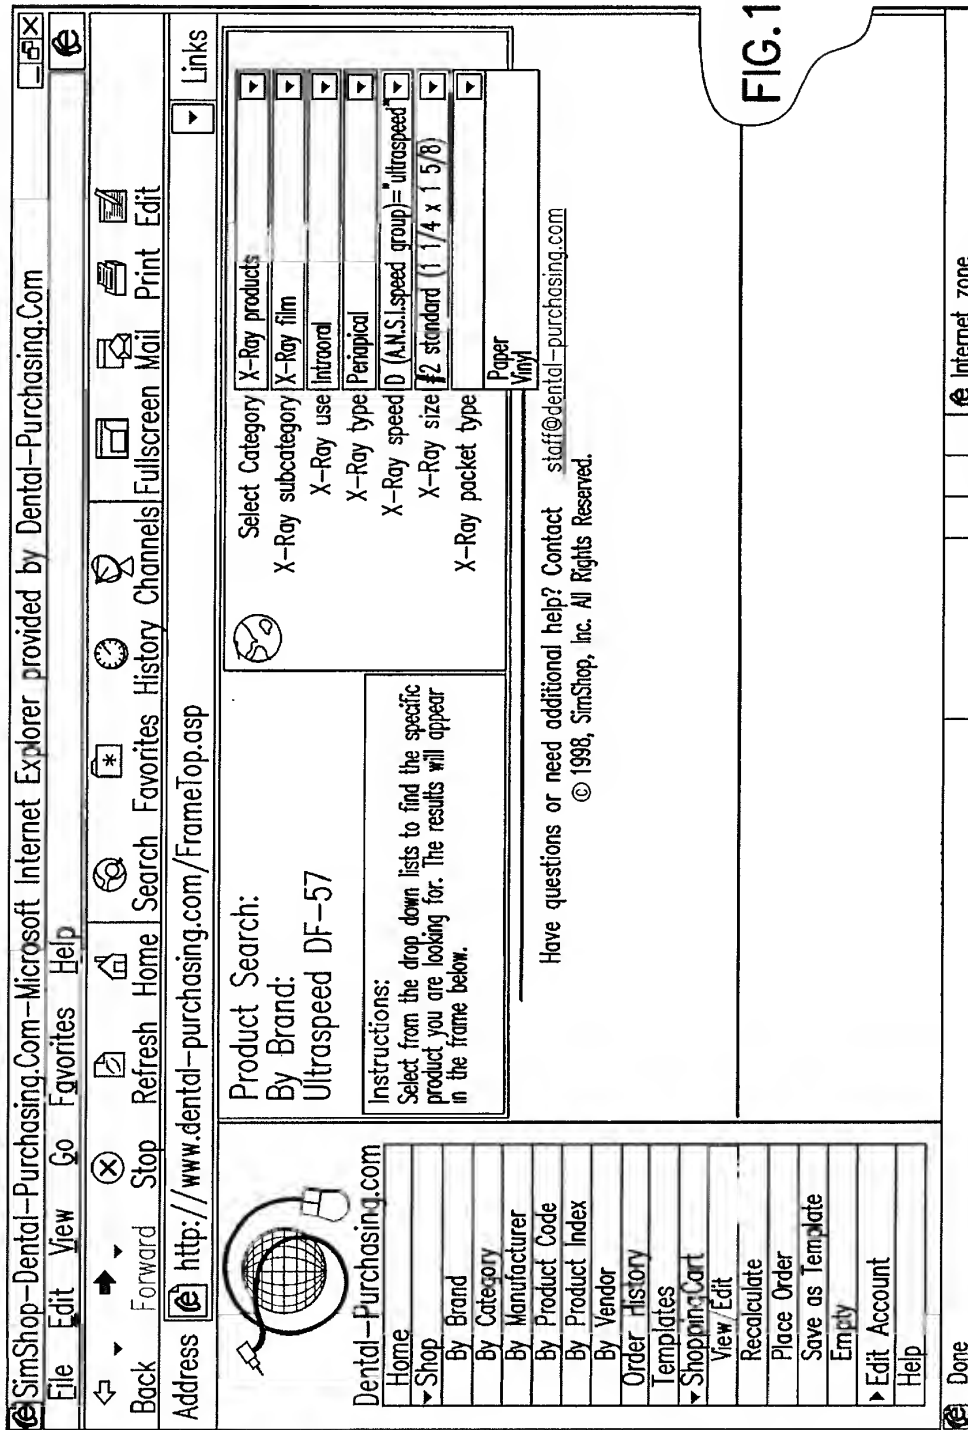 SimShop-Dental-Purchasing.Com-Microsoft Internet Explorer provided by Dental-Purchasing.Com
File Edit View Go Favorites Help
Back Forward Stop Refresh Home Search Favorites History Channels Fullscreen Mail Print Edit
Address http://www.dental-purchasing.com/FrameTop.asp Links
Dental-Purchasing.com
Home
Shop
By Brand
By Category
By Manufacturer
By Product Code
By Product Index
By Vendor
Order History
Templates
ShoppingCart
View/Edit
Recalculate
Place Order
Save as Template
Empty
Edit Account
Help
Product Search:
By Brand:
Ultraspeed DF-57
Instructions:
Select from the drop down lists to find the specific
product you are looking for. The results will appear
in the frame below.
Select Category X-Ray products
X-Ray subcategory X-Ray film
X-Ray use Intraoral
X-Ray type Periapical
X-Ray speed D (A.N.S.I.speed group)="ultraspeed"
X-Ray size #2 standard (1 1/4 x 1 5/8)
X-Ray packet type
Paper
Vinyl
Have questions or need additional help? Contact staff@dental-purchasing.com
© 1998, SimShop, Inc. All Rights Reserved.
FIG. 1
Done Internet zone